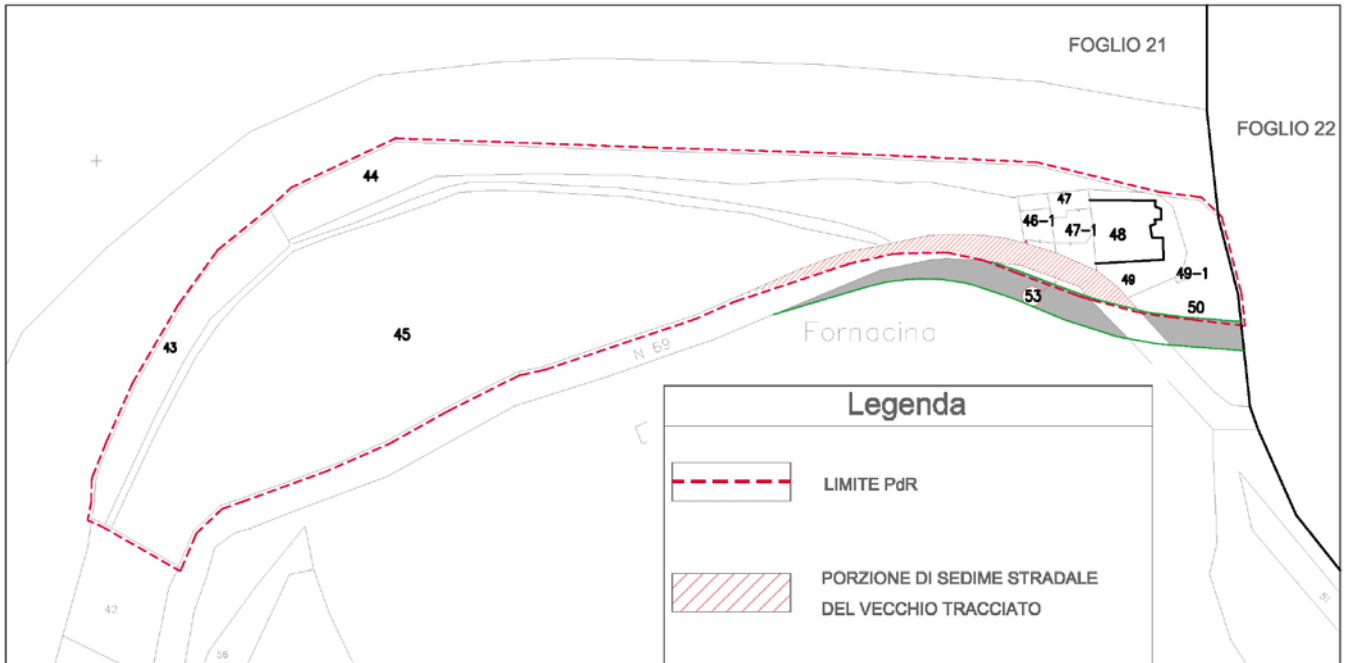 FOGLIO 21
FOGLIO 22
44
47
46-1
47-1
48
49
49-1
50
53
43
45
N 69
Fornacina
Legenda
LIMITE PdR
PORZIONE DI SEDIME STRADALE
DEL VECCHIO TRACCIATO
42
56
51